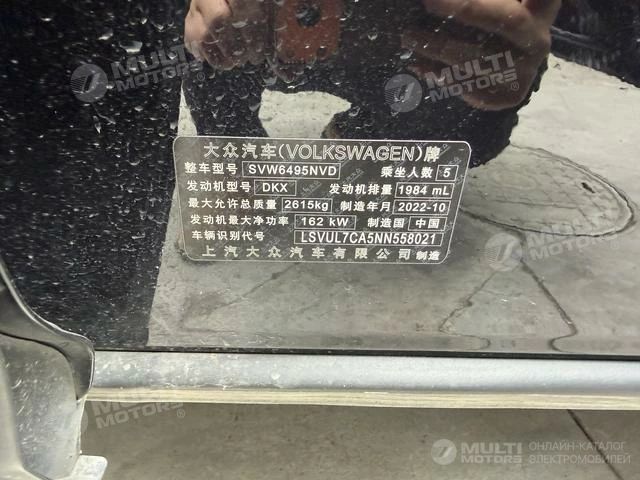 大众汽车(VOLKSWAGEN)牌
整车型号 SVW6495NVD 乘坐人数 5
发动机型号 DKX 发动机排量 1984 mL
最大允许总质量 2615kg 制造年月 2022-10
发动机最大净功率 162 kW 制造国 中国
车辆识别代号 LSVUL7CA5NN558021
上汽大众汽车有限公司 制造
MULTI MOTORS
MULTI MOTORS
MULTI MOTORS
MULTI MOTORS
MULTI MOTORS
MULTI MOTORS
MULTI MOTORS
ОНЛАЙН-КАТАЛОГ
ЭЛЕКТРОМОБИЛЕЙ